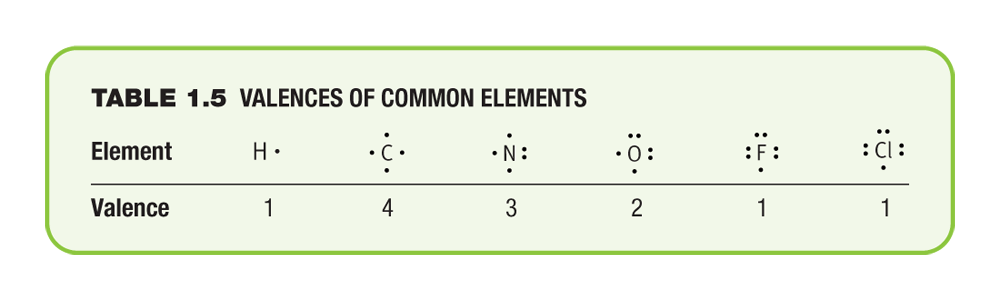 TABLE 1.5 VALENCES OF COMMON ELEMENTS
Element H C N O F Cl
Valence 1 4 3 2 1 1